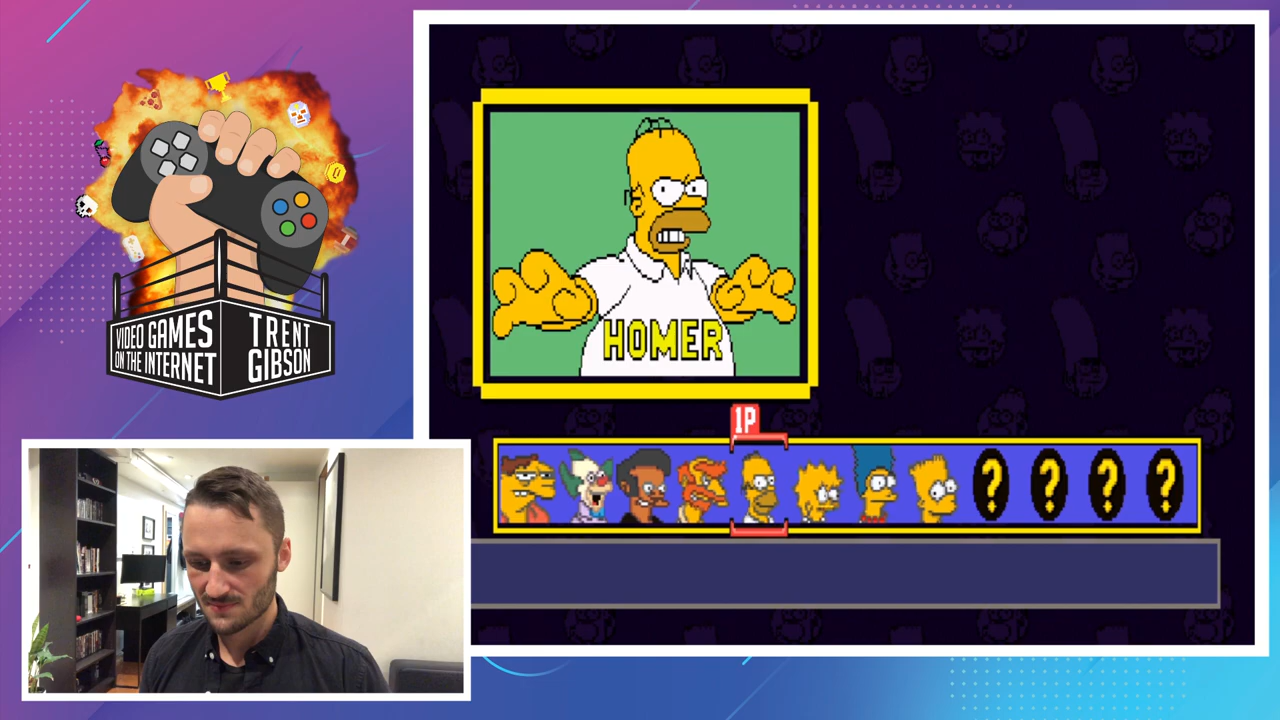 VIDEO GAMES
ON THE INTERNET
TRENT
GIBSON
HOMER
1P
? ? ? ?